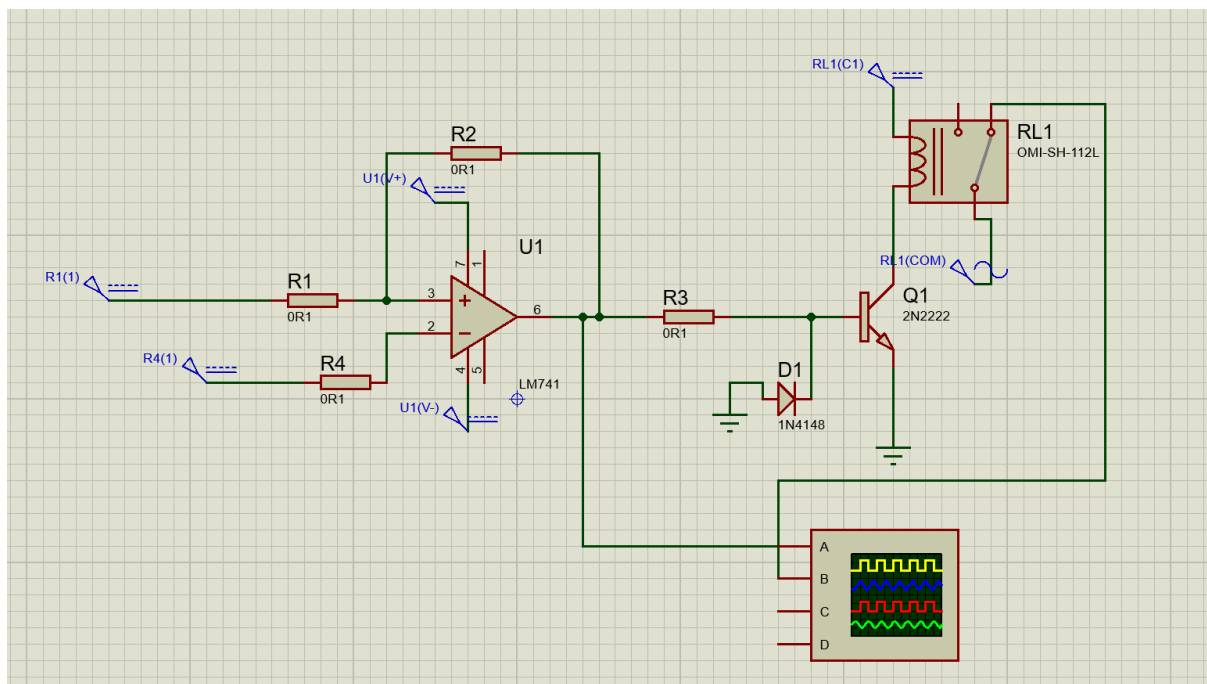 RL1(C1)
RL1
OMI-SH-112L
R2
0R1
U1(V+)
U1
7
1
R1(1)
R1
0R1
3
2
6
R3
0R1
RL1(COM)
Q1
2N2222
R4(1)
R4
0R1
4
5
LM741
U1(V-)
D1
1N4148
A
B
C
D